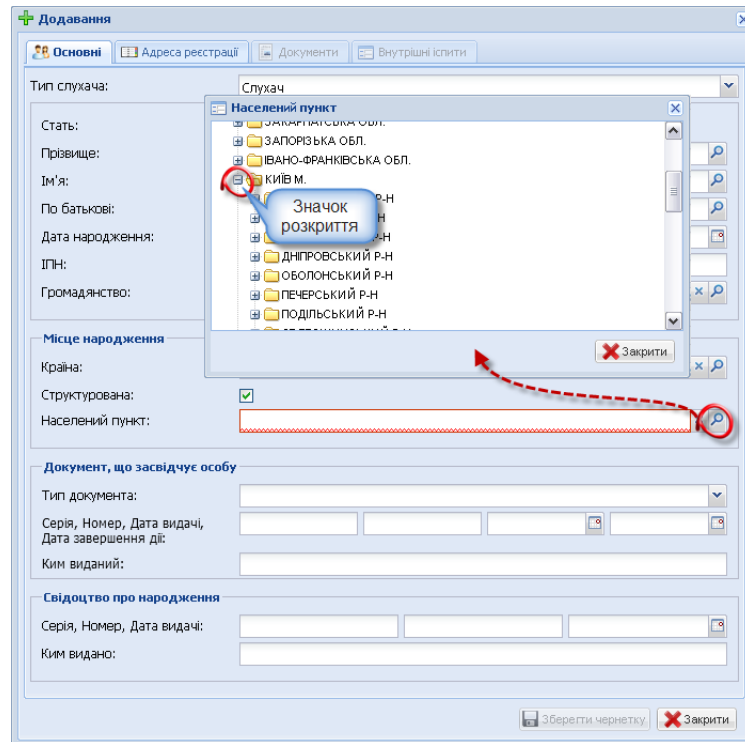 Додавання
Основні
Адреса реєстрації
Документи
Внутрішні іспити
Тип слухача:
Слухач
Стать:
Прізвище:
Ім'я:
По батькові:
Дата народження:
ІПН:
Громадянство:
Населений пункт
ЗАКАРПАТСЬКА ОБЛ.
ЗАПОРІЗЬКА ОБЛ.
ІВАНО-ФРАНКІВСЬКА ОБЛ.
КИЇВ М.
Р-Н
Н
Р-Н
Значок
розкриття
ДНІПРОВСЬКИЙ Р-Н
ОБОЛОНСЬКИЙ Р-Н
ПЕЧЕРСЬКИЙ Р-Н
ПОДІЛЬСЬКИЙ Р-Н
Закрити
Місце народження
Країна:
Структурована:
Населений пункт:
Документ, що засвідчує особу
Тип документа:
Серія, Номер, Дата видачі,
Дата завершення дії:
Ким виданий:
Свідоцтво про народження
Серія, Номер, Дата видачі:
Ким видано:
Зберегти чернетку
Закрити